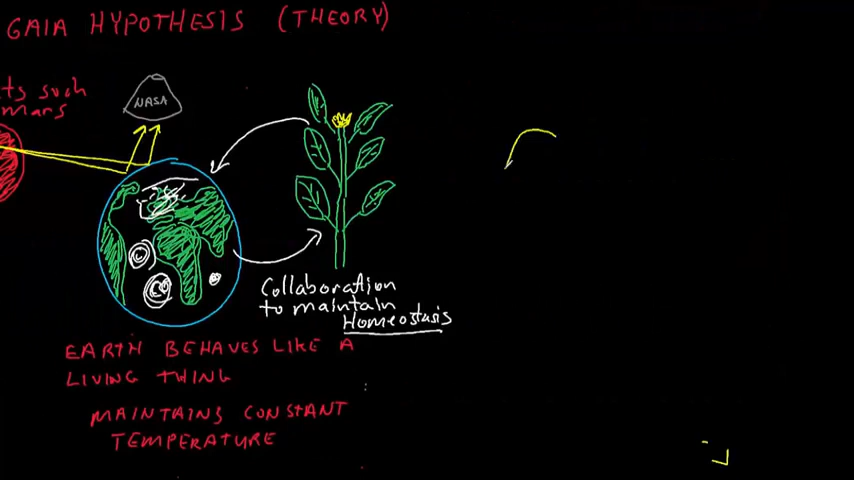 GAIA HYPOTHESIS (THEORY)
ts such
mars
NASA
Collaboration
to maintain
Homeostasis
EARTH BEHAVES LIKE A
LIVING THING
MAINTAINS CONSTANT
TEMPERATURE